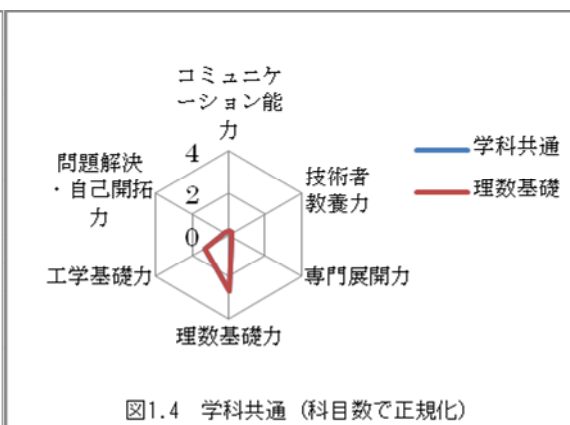 コミュニケ
ーション能
力
4
2
0
技術者
教養力
専門展開力
理数基礎力
工学基礎力
問題解決
・自己開拓
力
学科共通
理数基礎
図1.4 学科共通（科目数で正規化）